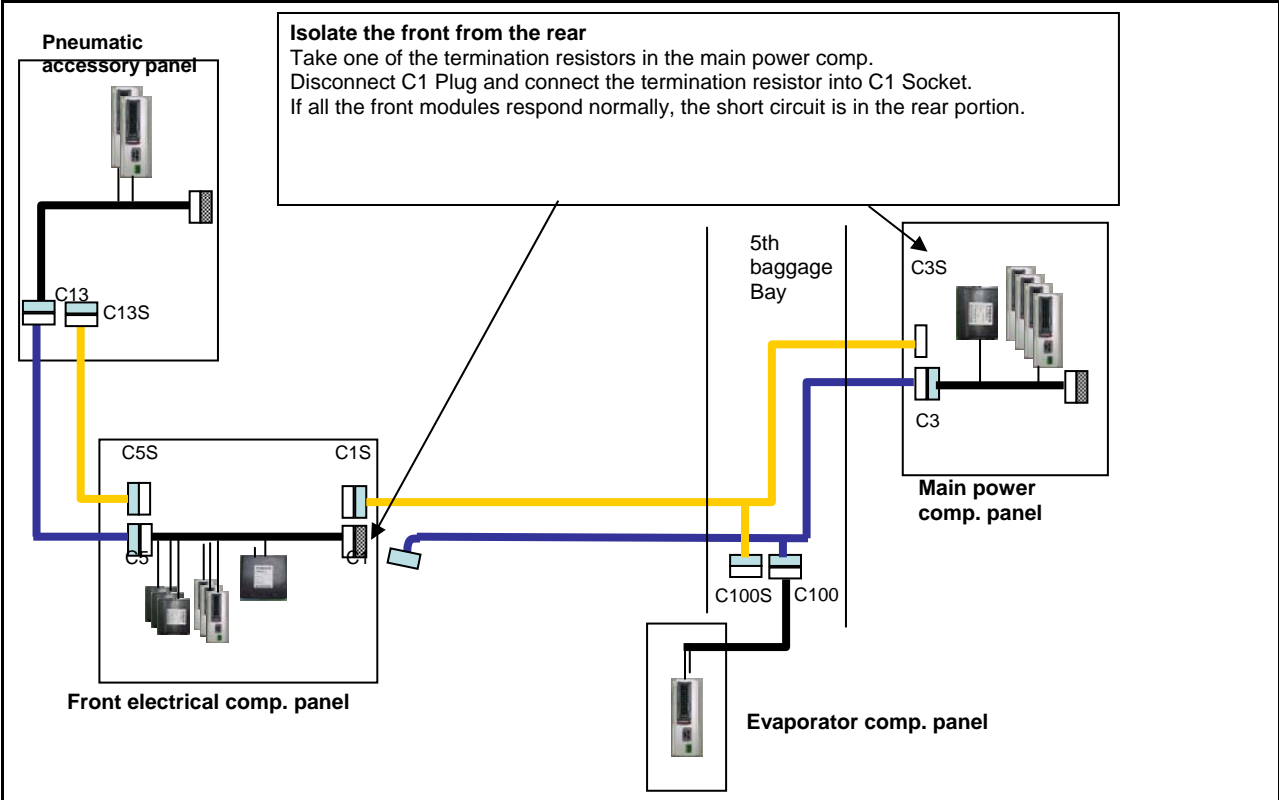 Isolate the front from the rear
Take one of the termination resistors in the main power comp.
Disconnect C1 Plug and connect the termination resistor into C1 Socket.
If all the front modules respond normally, the short circuit is in the rear portion.
Pneumatic
accessory panel
C13
C13S
5th
baggage
Bay
C3S
C3
Main power
comp. panel
C5S
C1S
C5
C1
C100S
C100
Front electrical comp. panel
Evaporator comp. panel